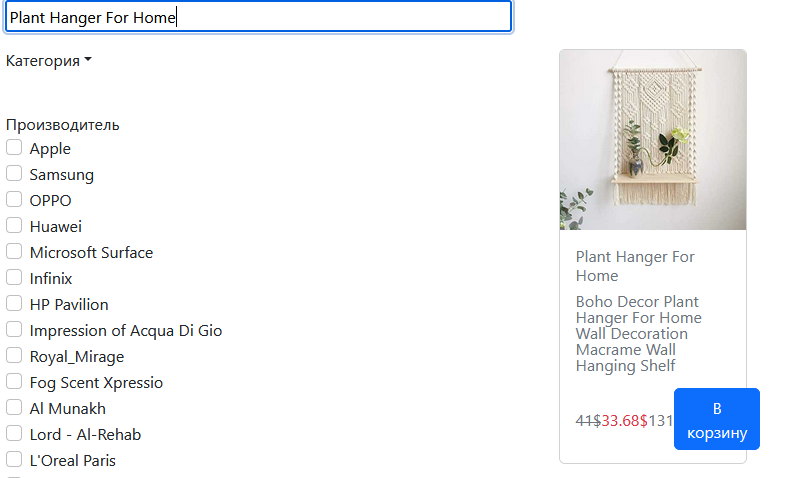 Plant Hanger For Home
Категория
Производитель
Apple
Samsung
OPPO
Huawei
Microsoft Surface
Infinix
HP Pavilion
Impression of Acqua Di Gio
Royal_Mirage
Fog Scent Xpressio
Al Munakh
Lord - Al-Rehab
L'Oreal Paris
Plant Hanger For
Home
Boho Decor Plant
Hanger For Home
Wall Decoration
Macrame Wall
Hanging Shelf
41$33.68$131
В
корзину